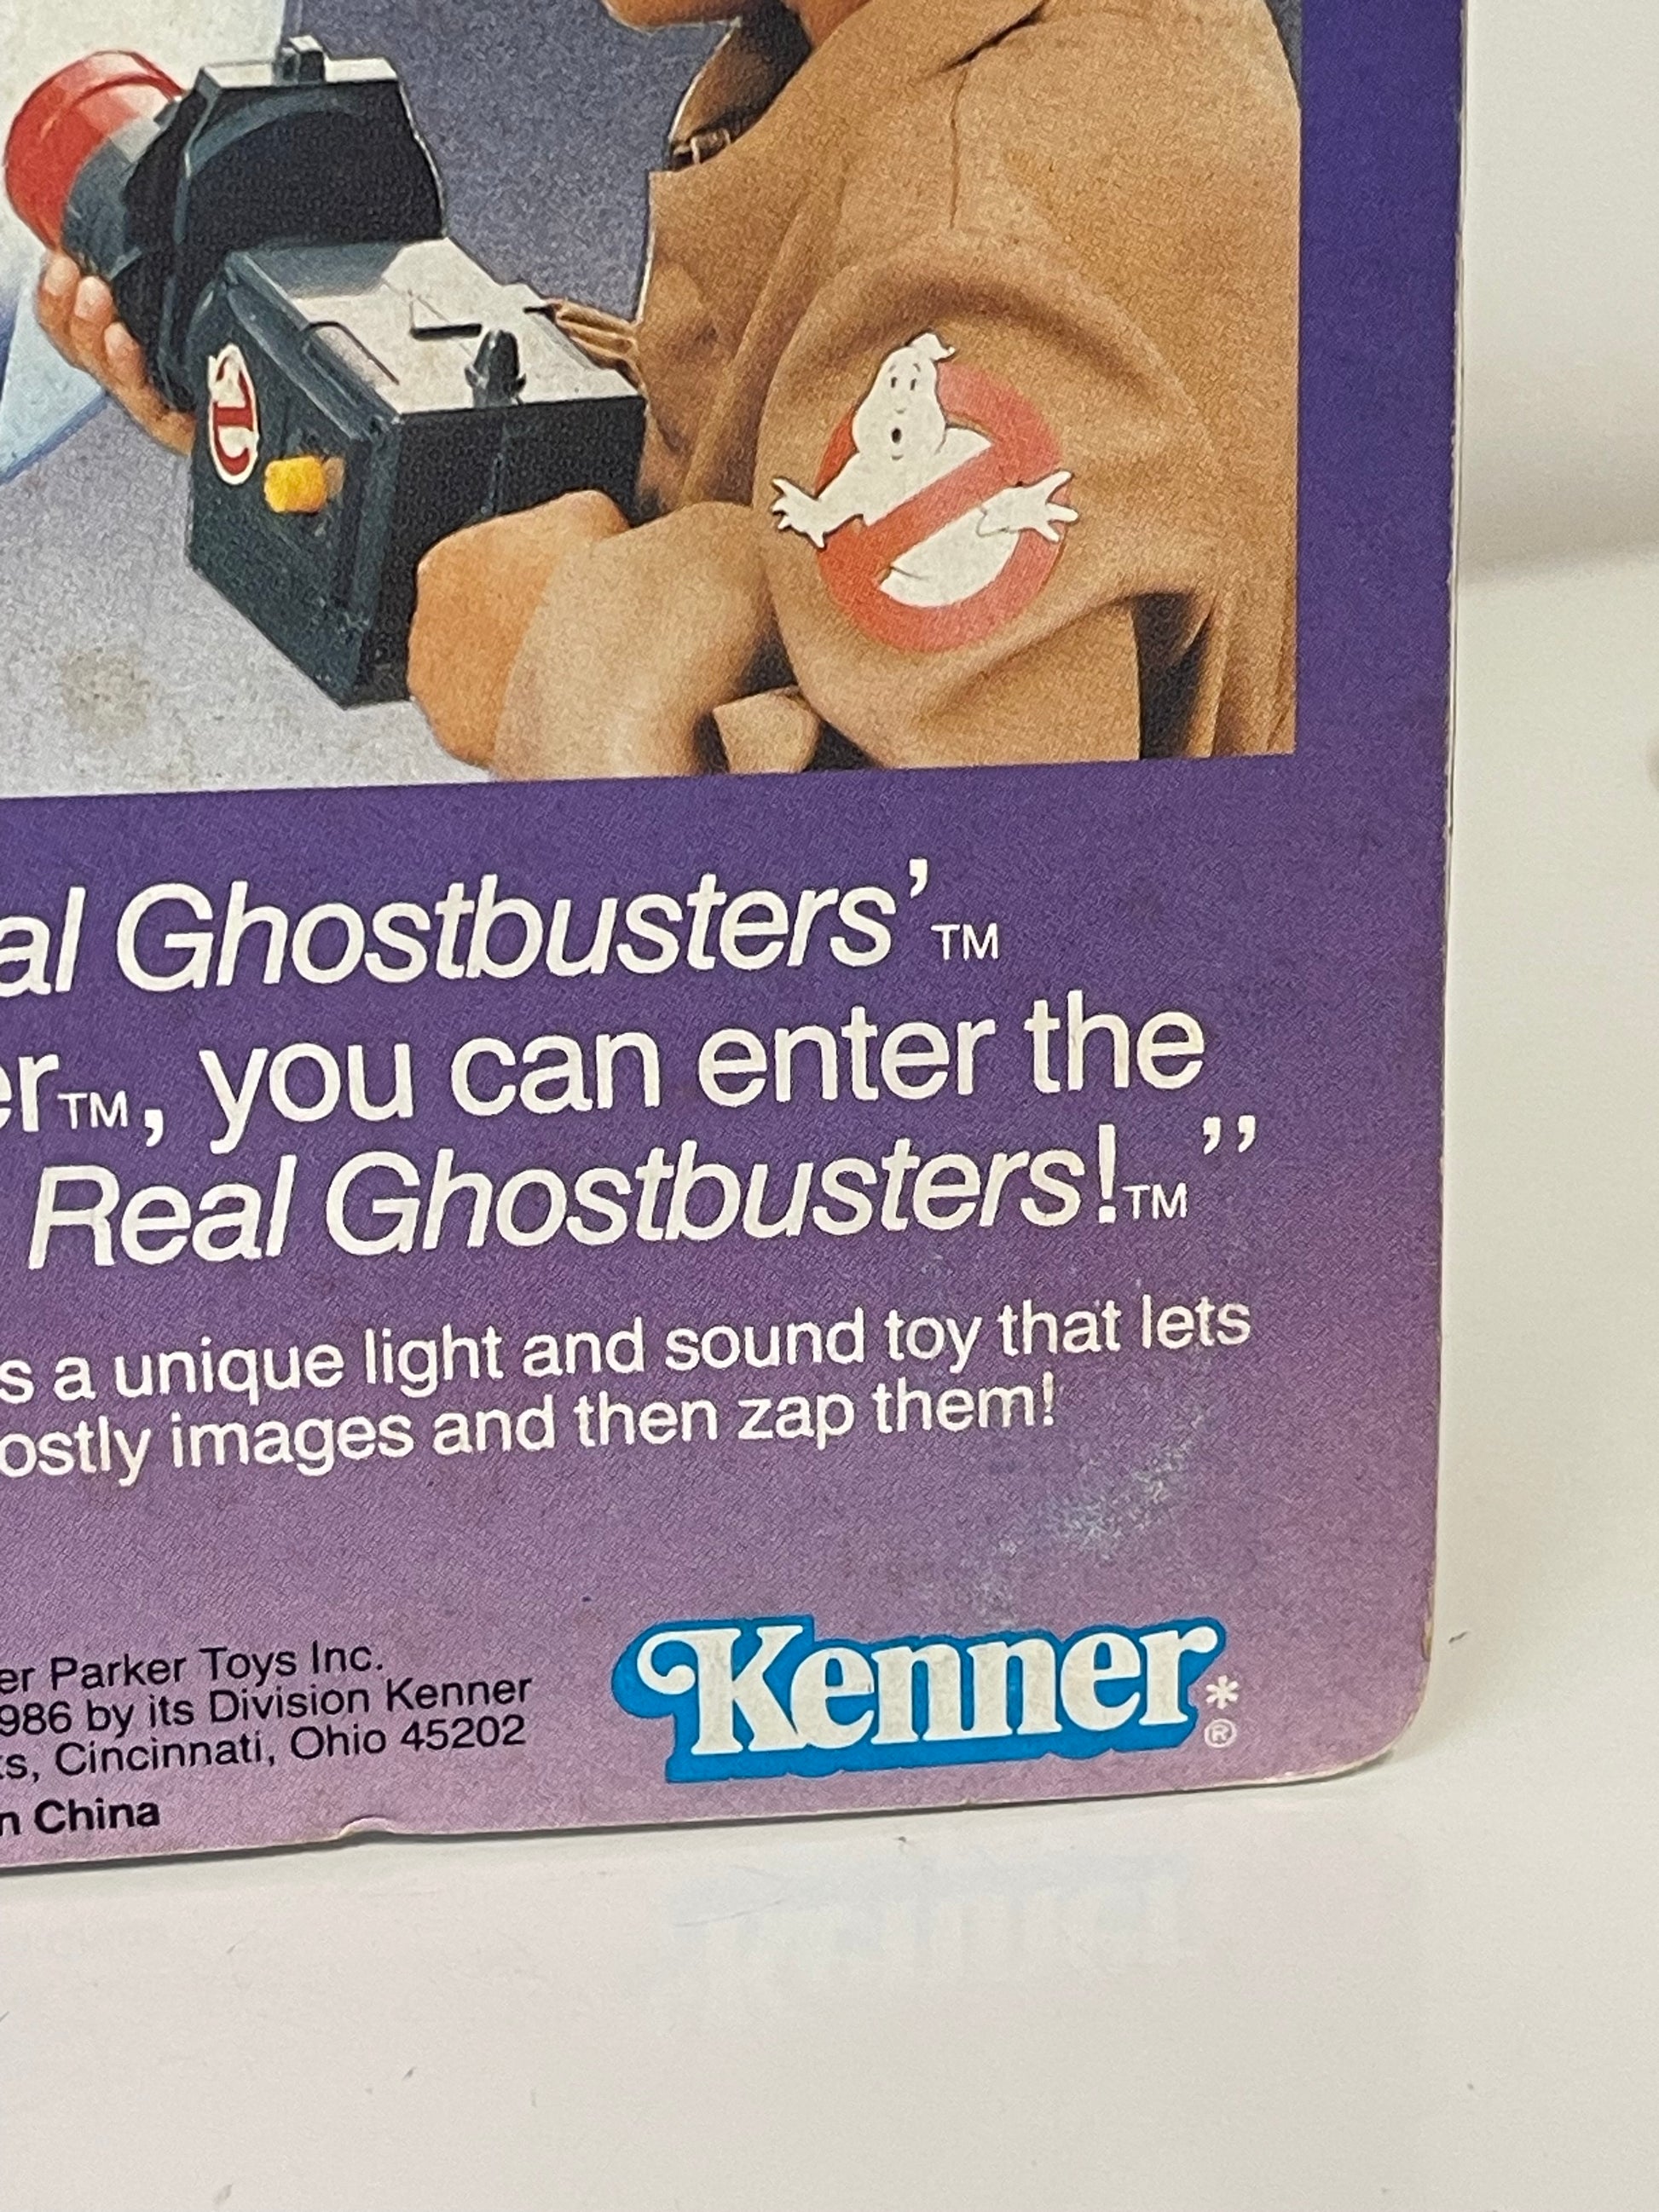 al Ghostbusters’™
er™, you can enter the
Real Ghostbusters!™”
s a unique light and sound toy that lets
ostly images and then zap them!
er Parker Toys Inc.
986 by its Division Kenner
ks, Cincinnati, Ohio 45202
n China
Kenner*®